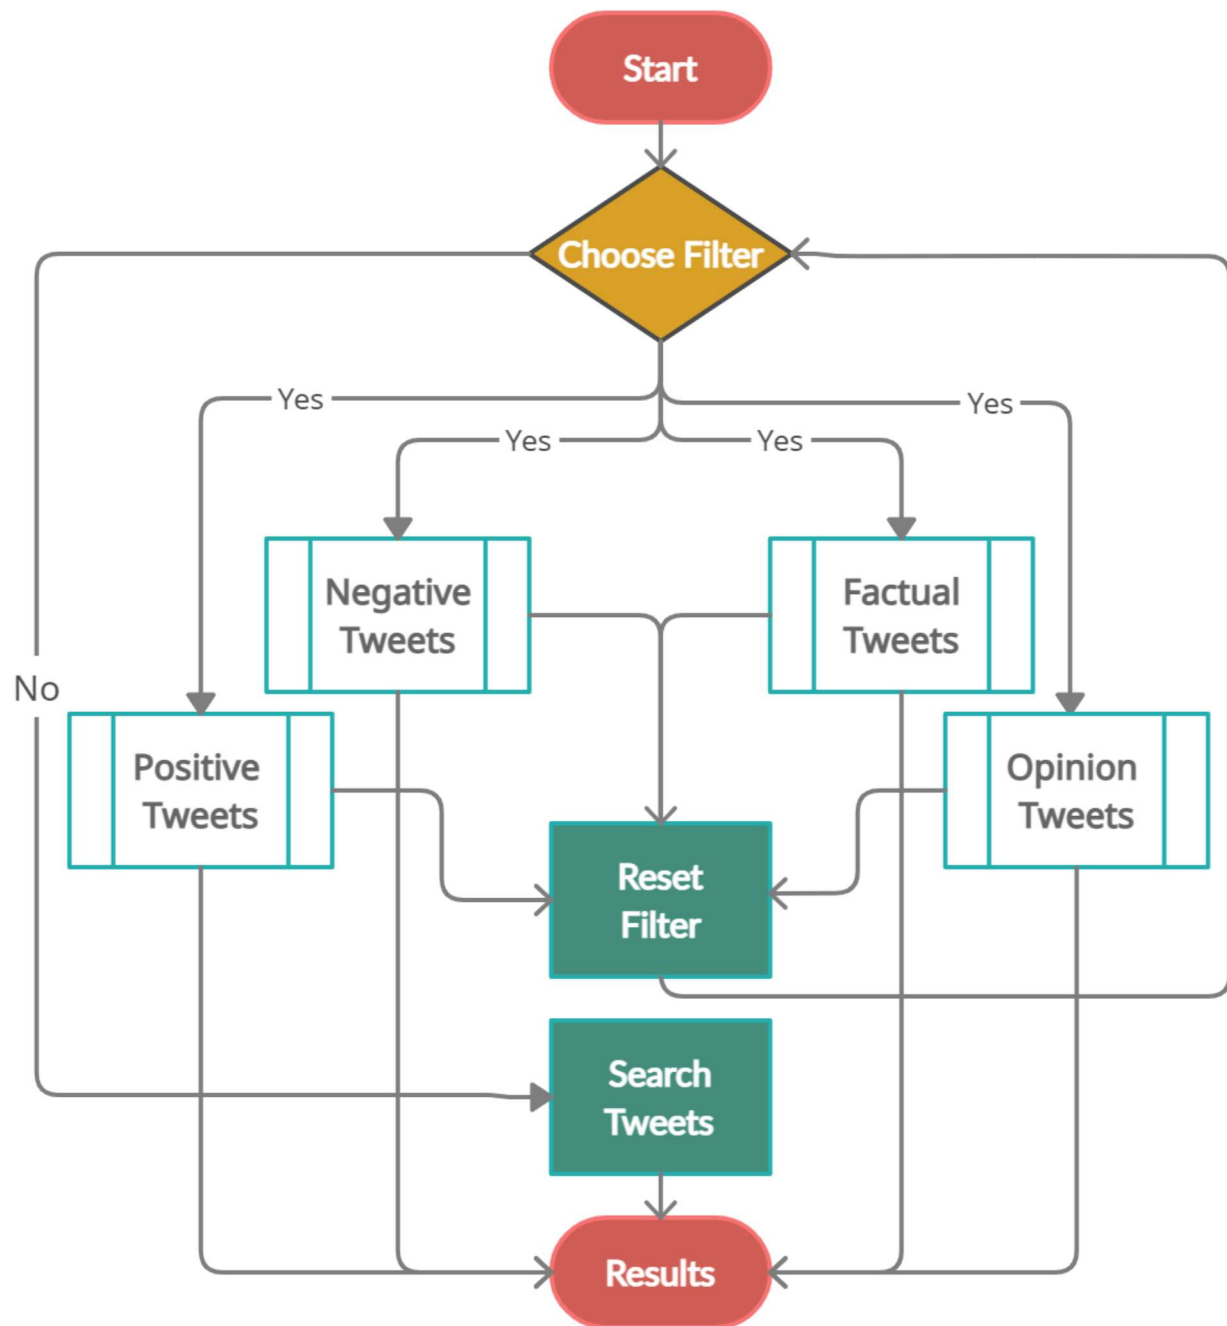 Start
Choose Filter
Yes
Yes
Yes
Yes
Negative
Tweets
Factual
Tweets
No
Positive
Tweets
Opinion
Tweets
Reset
Filter
Search
Tweets
Results